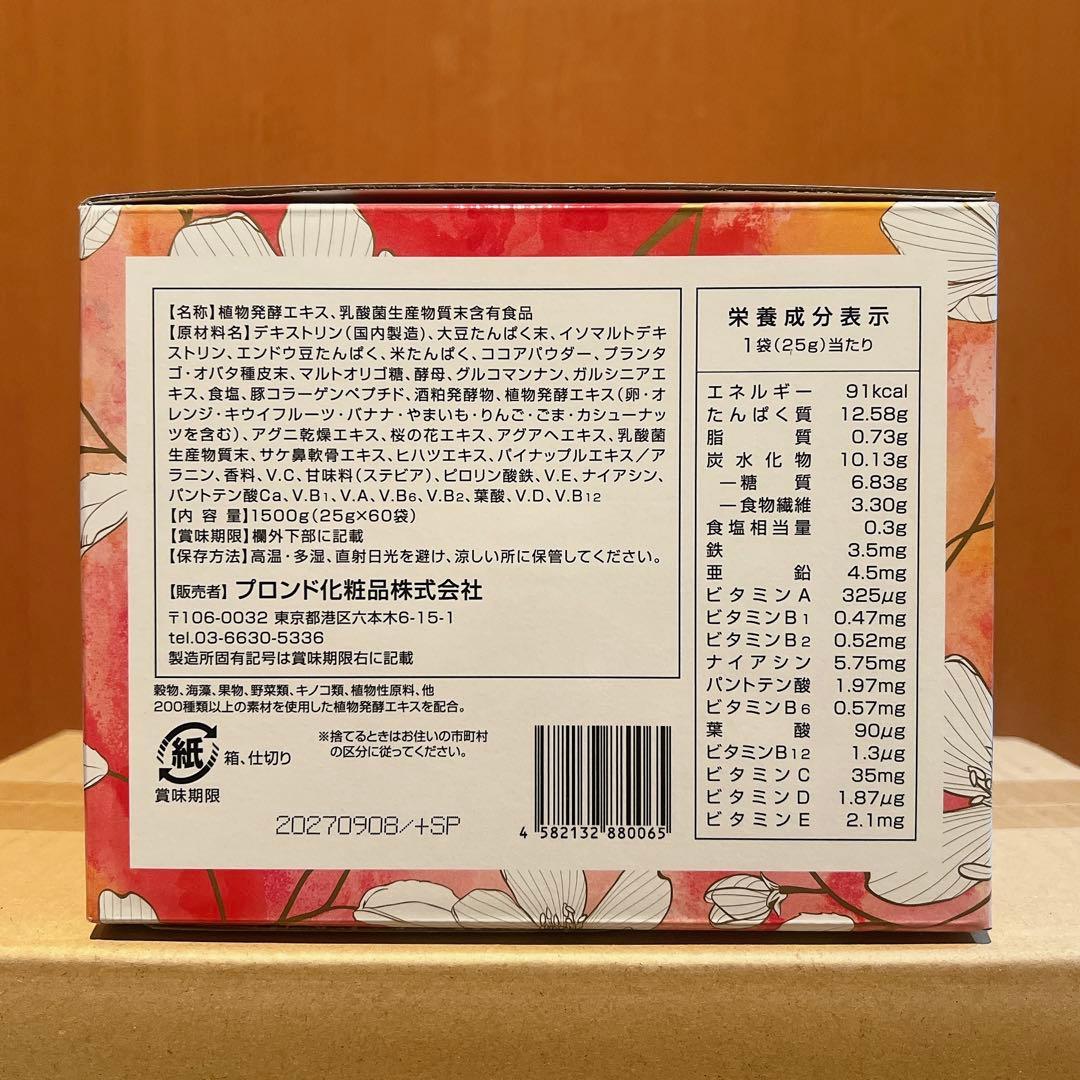 【名称】植物発酵エキス、乳酸菌生産物質末含有食品
【原材料名】デキストリン(国内製造)、大豆たんぱく末、イソマルトデキ
ストリン、エンドウ豆たんぱく、米たんぱく、ココアパウダー、プランタ
ゴ・オバタ種皮末、マルトオリゴ糖、酵母、グルコマンナン、ガルシニアエ
キス、食塩、豚コラーゲンペプチド、酒粕発酵物、植物発酵エキス(卵・オ
レンジ・キウイフルーツ・バナナ・やまいも・りんご・ごま・カシューナッ
ツを含む)、アグニ乾燥エキス、桜の花エキス、アグアヘエキス、乳酸菌
生産物質末、サケ鼻軟骨エキス、ヒハツエキス、パイナップルエキス/ア
ラニン、香料、V.C、甘味料(ステビア)、ピロリン酸鉄、V.E、ナイアシン、
パントテン酸Ca、V.B1、V.A、V.B6、V.B2、葉酸、V.D、V.B12
【内容量】1500g(25g×60袋)
【賞味期限】欄外下部に記載
【保存方法】高温・多湿、直射日光を避け、涼しい所に保管してください。
【販売者】ブロンド化粧品株式会社
〒106-0032 東京都港区六本木6-15-1
tel.03-6630-5336
製造所固有記号は賞味期限右に記載
穀物、海藻、果物、野菜類、キノコ類、植物性原料、他
200種類以上の素材を使用した植物発酵エキスを配合。
紙
箱、仕切り
※捨てるときはお住いの市町村
の区分に従ってください。
賞味期限
20270908/+SP
4 582132 880065
栄養成分表示
1袋(25g)当たり
エネルギー 91kcal
たんぱく質 12.58g
脂質 0.73g
炭水化物 10.13g
―糖質 6.83g
―食物繊維 3.30g
食塩相当量 0.3g
鉄 3.5mg
亜鉛 4.5mg
ビタミンA 325μg
ビタミンB1 0.47mg
ビタミンB2 0.52mg
ナイアシン 5.75mg
パントテン酸 1.97mg
ビタミンB6 0.57mg
葉酸 90μg
ビタミンB12 1.3μg
ビタミンC 35mg
ビタミンD 1.87μg
ビタミンE 2.1mg